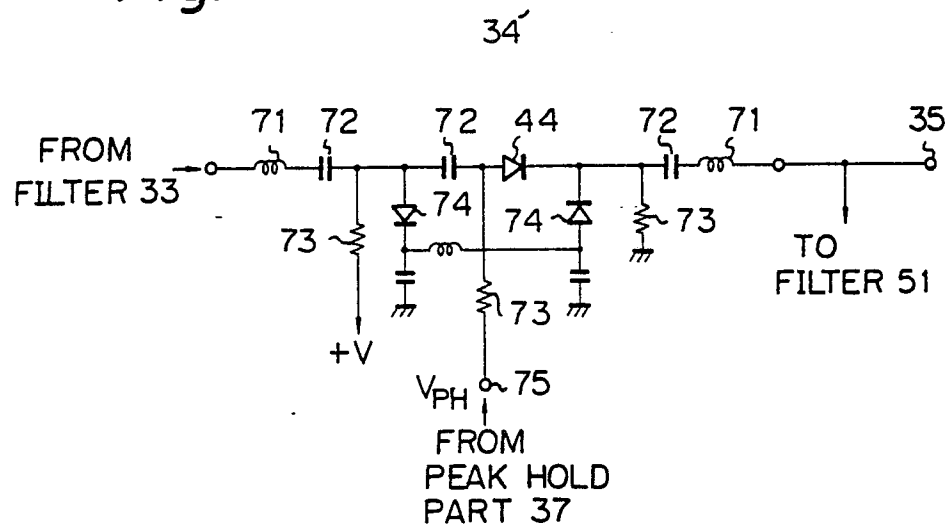 34'
71 72 72 44 72 71 35
FROM
FILTER 33
74 74 73
73
TO
FILTER 51
73
+V
VPH 75
FROM
PEAK HOLD
PART 37